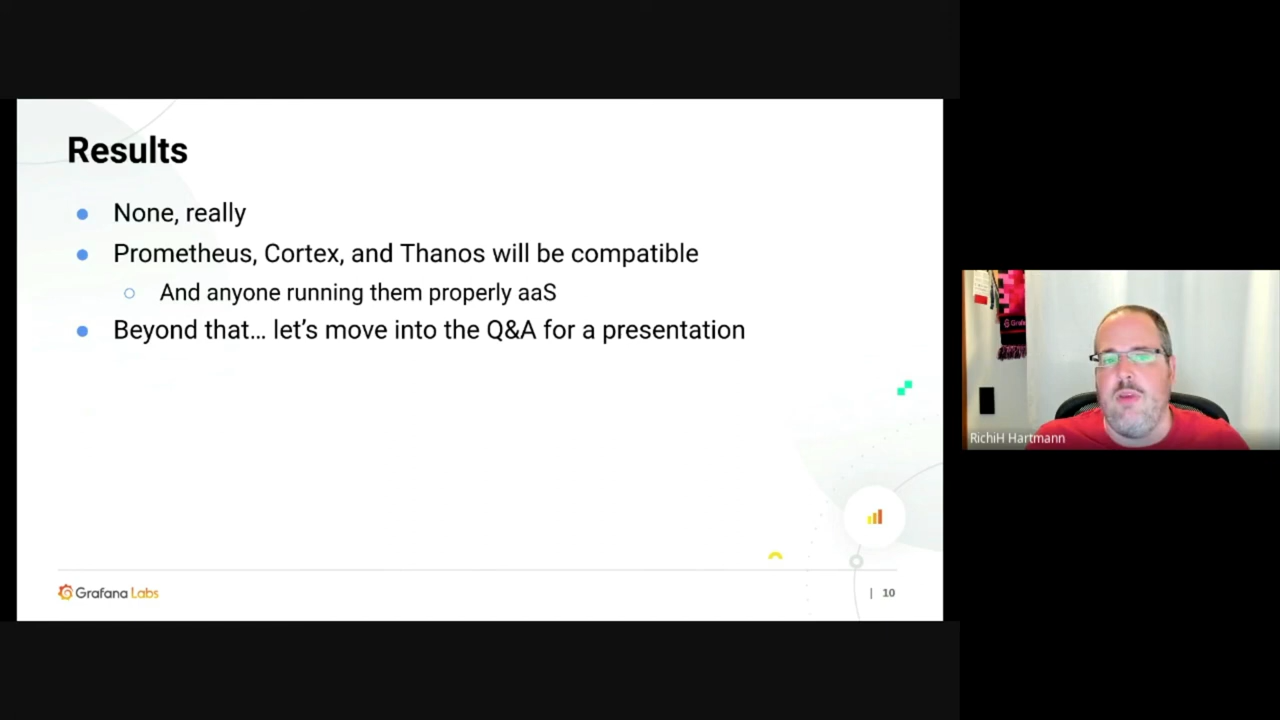 Results
None, really
Prometheus, Cortex, and Thanos will be compatible
And anyone running them properly aaS
Beyond that… let’s move into the Q&A for a presentation
Grafana Labs
| 10
RichiH Hartmann